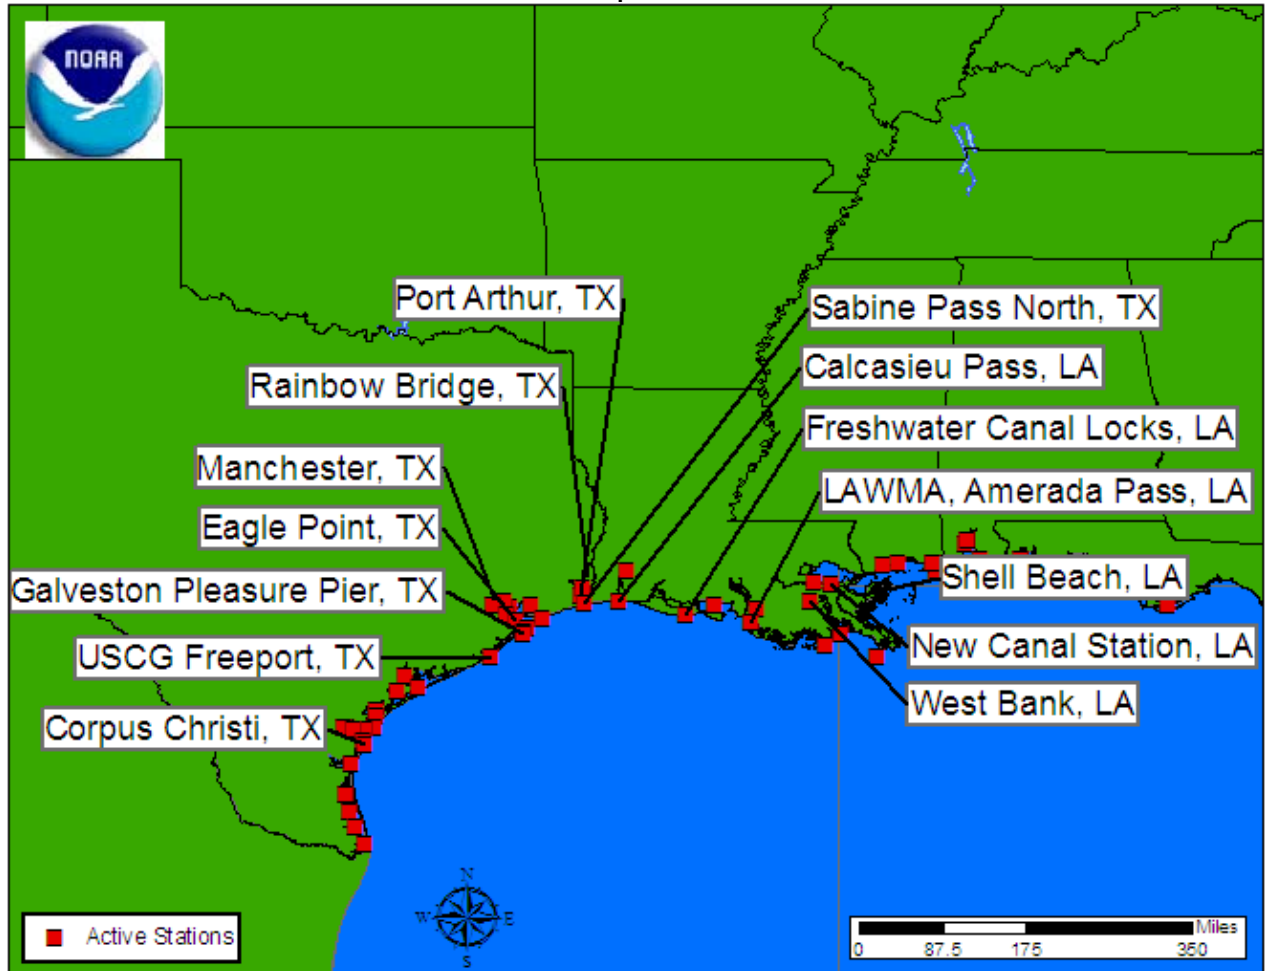 NOAA
Port Arthur, TX
Sabine Pass North, TX
Calcasieu Pass, LA
Rainbow Bridge, TX
Freshwater Canal Locks, LA
Manchester, TX
LAWMA, Amerada Pass, LA
Eagle Point, TX
Galveston Pleasure Pier, TX
Shell Beach, LA
USCG Freeport, TX
New Canal Station, LA
West Bank, LA
Corpus Christi, TX
N
W E
S
Active Stations
Miles
0 87.5 175 350